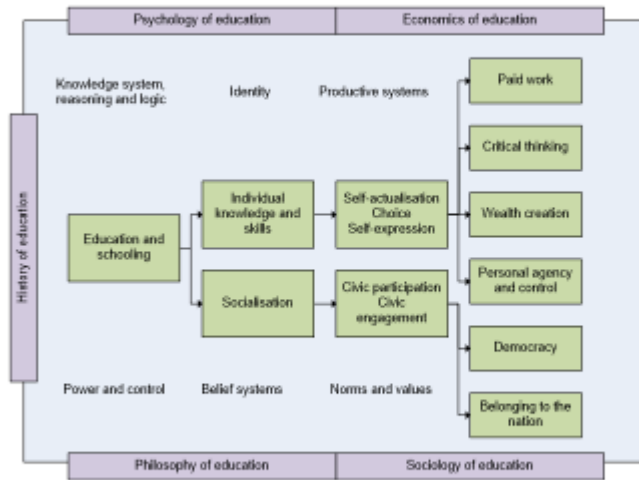 Psychology of education
Economics of education
Knowledge system,
reasoning and logic
Identity
Productive systems
Paid work
Critical thinking
History of education
Individual
knowledge and
skills
Self-actualisation
Choice
Self-expression
Wealth creation
Education and
schooling
Socialisation
Civic participation
Civic
engagement
Personal agency
and control
Democracy
Power and control
Belief systems
Norms and values
Belonging to the
nation
Philosophy of education
Sociology of education